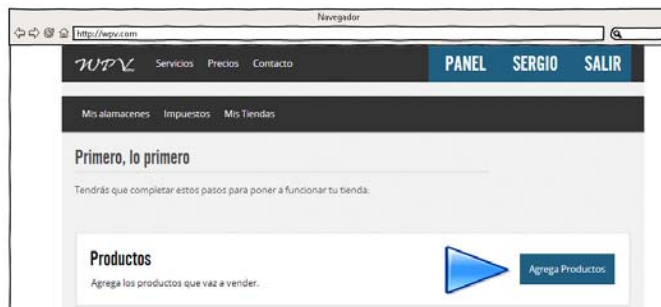 Navegador
http://wpv.com
WPV Servicios Precios Contacto PANEL SERGIO SALIR
Mis alamacenes Impuestos Mis Tiendas
Primero, lo primero
Tendrás que completar estos pasos para poner a funcionar tu tienda:
Productos
Agrega los productos que vaz a vender.
Agrega Productos